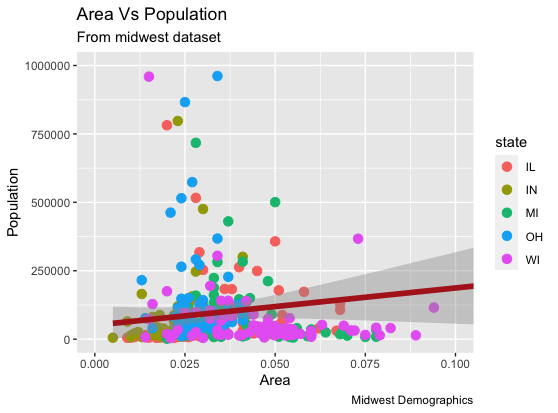 Area Vs Population
From midwest dataset
1000000
750000
500000
250000
0
Population
0.000
0.025
0.050
0.075
0.100
Area
state
IL
IN
MI
OH
WI
Midwest Demographics